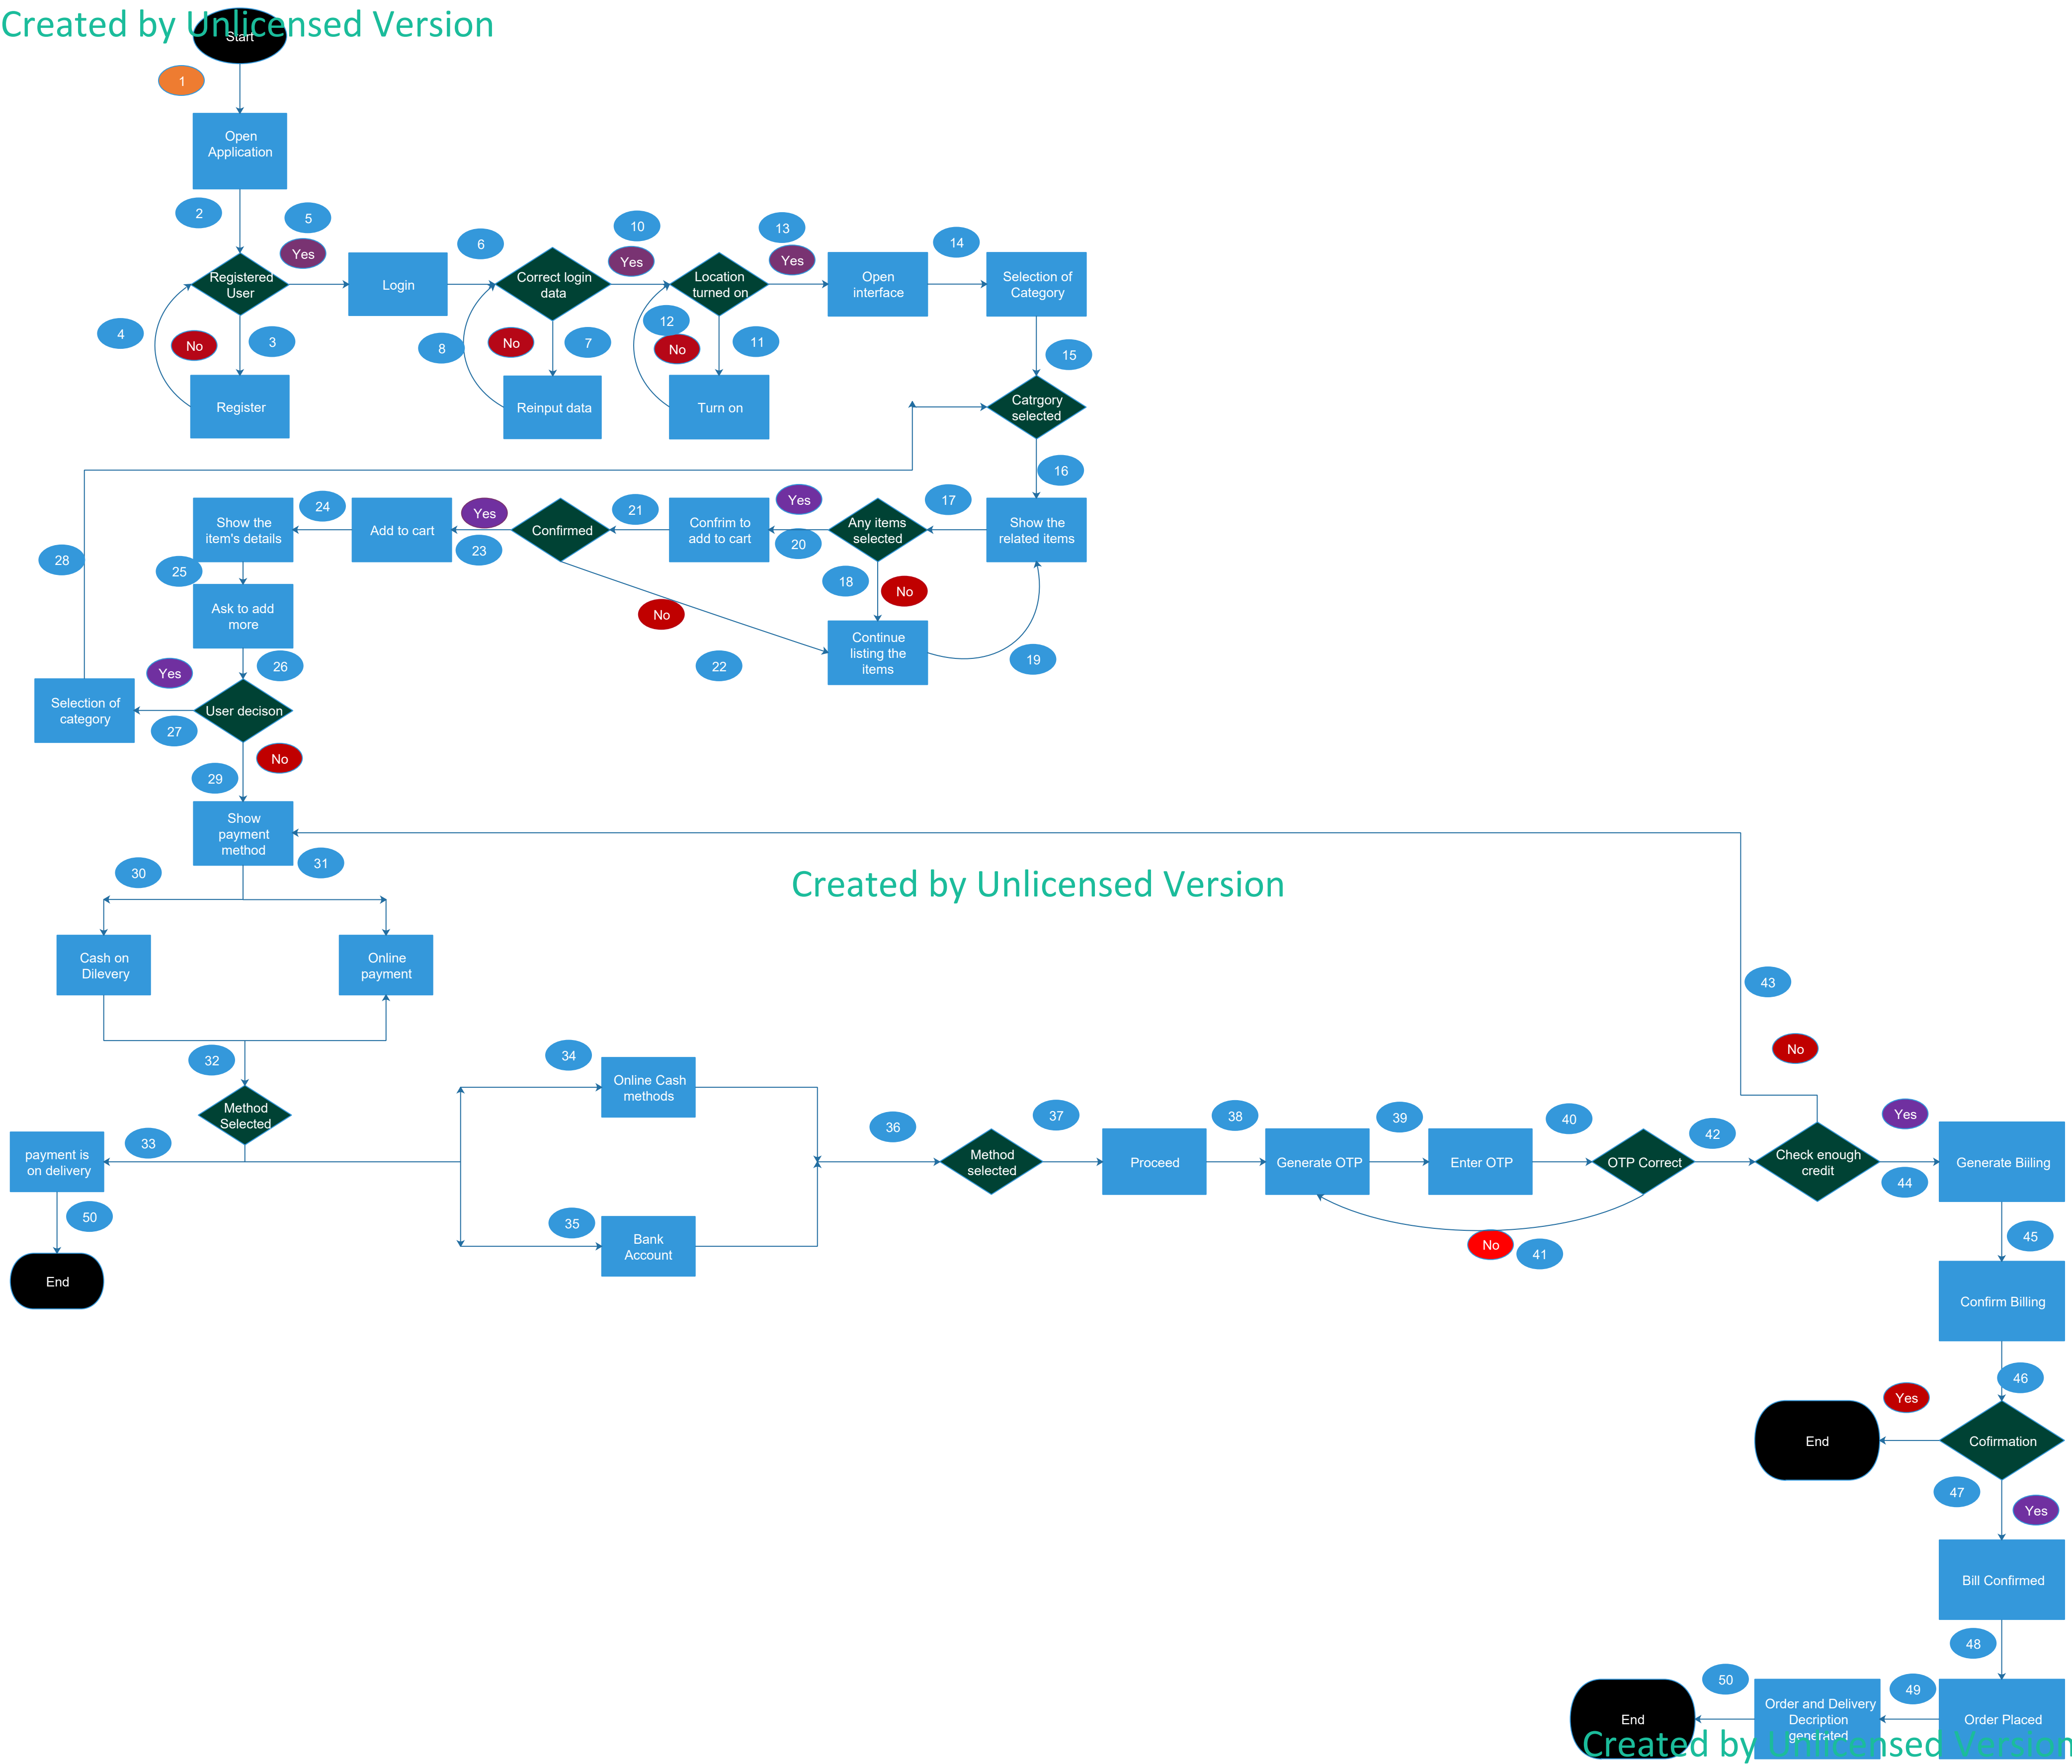 Created by Unlicensed Version
Start
1
Open
Application
2
5
Yes
6
10
Yes
13
Yes
14
Registered
User
Login
Correct login
data
Location
turned on
Open
interface
Selection of
Category
4
No
3
8
No
7
12
No
11
15
Register
Reinput data
Turn on
Catrgory
selected
16
24
Yes
21
Yes
17
Show the
item's details
Add to cart
Confirmed
Confrim to
add to cart
Any items
selected
Show the
related items
23
20
28
25
18
No
Ask to add
more
No
Continue
listing the
items
19
22
26
Yes
Selection of
category
User decison
27
No
29
Show
payment
method
30
31
Created by Unlicensed Version
Cash on
Dilevery
Online
payment
43
No
32
34
Online Cash
methods
Method
Selected
33
payment is
on delivery
36
37
38
39
40
42
Yes
Method
selected
Proceed
Generate OTP
Enter OTP
OTP Correct
Check enough
credit
Generate Biiling
44
50
35
Bank
Account
No
41
45
End
Confirm Billing
46
Yes
End
Cofirmation
47
Yes
Bill Confirmed
48
50
49
End
Order and Delivery
Decription
generated
Order Placed
Created by Unlicensed Version